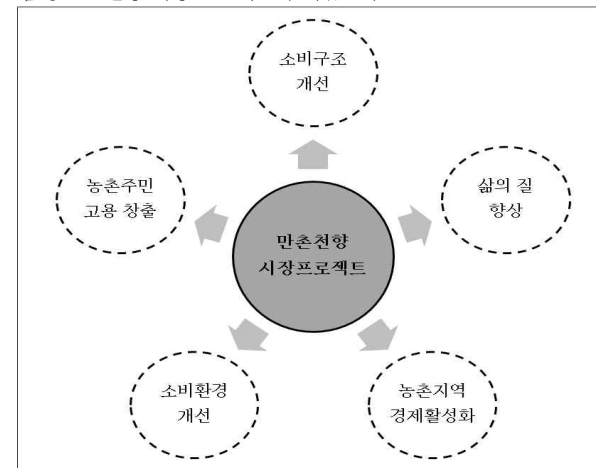 소비구조
개선
농촌주민
고용 창출
삶의 질
향상
만촌천향
시장프로젝트
소비환경
개선
농촌지역
경제활성화